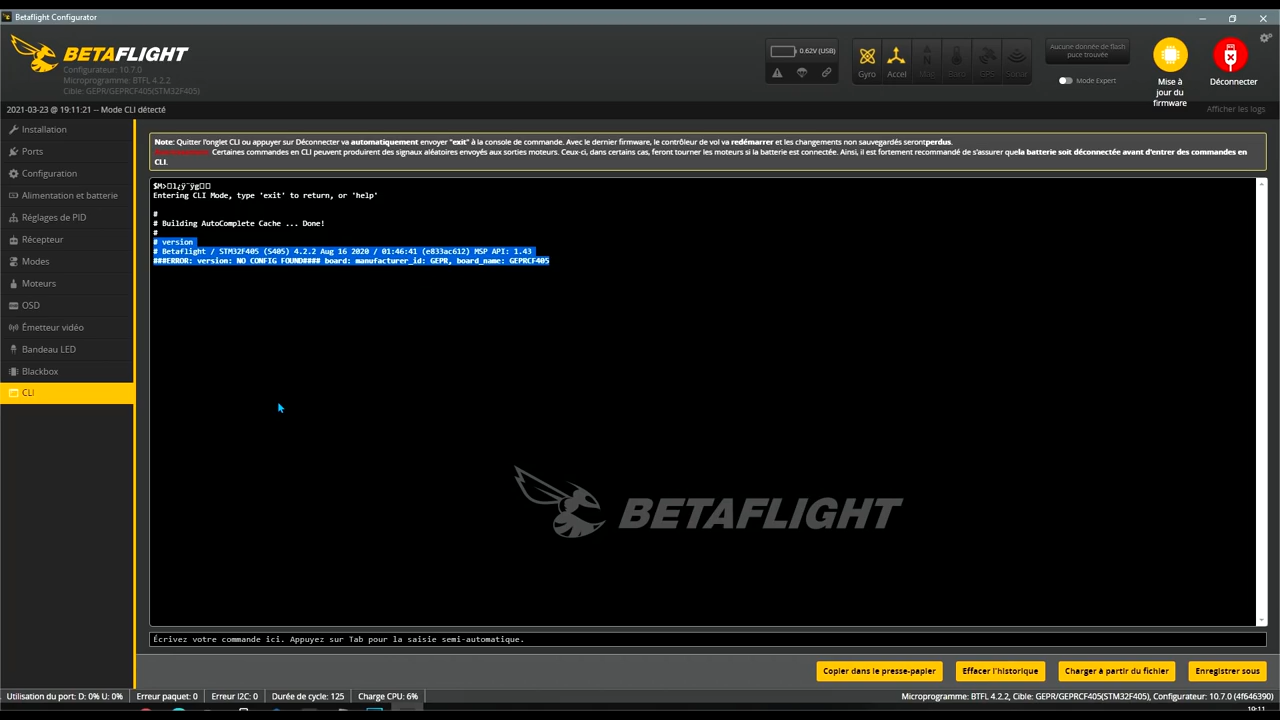 Betaflight Configurator
BETAFLIGHT
Configurateur: 10.7.0
Microprogramme: BTFL 4.2.2
Cible: GEPR/GEPRCF405(STM32F405)
0.62V (USB)
Gyro
Accel
Mag
Baro
GPS
Sonar
Aucune donnée de flash
puce trouvée
Mode Expert
Mise à
jour du
firmware
Déconnecter
2021-03-23 @ 19:11:21 -- Mode CLI détecté
Afficher les logs
Installation
Ports
Configuration
Alimentation et batterie
Réglages de PID
Récepteur
Modes
Moteurs
OSD
Émetteur vidéo
Bandeau LED
Blackbox
CLI
Note: Quitter l'onglet CLI ou appuyer sur Déconnecter va automatiquement envoyer "exit" à la console de commande. Avec le dernier firmware, le contrôleur de vol va redémarrer et les changements non sauvegardés serontperdus.
Certaines commandes en CLI peuvent produirent des signaux aléatoires envoyés aux sorties moteurs. Ceux-ci, dans certains cas, feront tourner les moteurs si la batterie est connectée. Ainsi, il est fortement recommandé de s'assurer quela batterie soit déconnectée avant d'entrer des commandes en
CLI.
Entering CLI Mode, type 'exit' to return, or 'help'
#
# Building AutoComplete Cache ... Done!
#
# version
# Betaflight / STM32F405 (S405) 4.2.2 Aug 16 2020 / 01:46:41 (e833ac612) MSP API: 1.43
###ERROR: version: NO CONFIG FOUND#### board: manufacturer_id: GEPR, board_name: GEPRCF405
BETAFLIGHT
Écrivez votre commande ici. Appuyez sur Tab pour la saisie semi-automatique.
Copier dans le presse-papier
Effacer l'historique
Charger à partir du fichier
Enregistrer sous
Utilisation du port: D: 0% U: 0%
Erreur paquet: 0
Erreur I2C: 0
Durée de cycle: 125
Charge CPU: 6%
Microprogramme: BTFL 4.2.2, Cible: GEPR/GEPRCF405(STM32F405), Configurateur: 10.7.0 (4f646390)
19:11